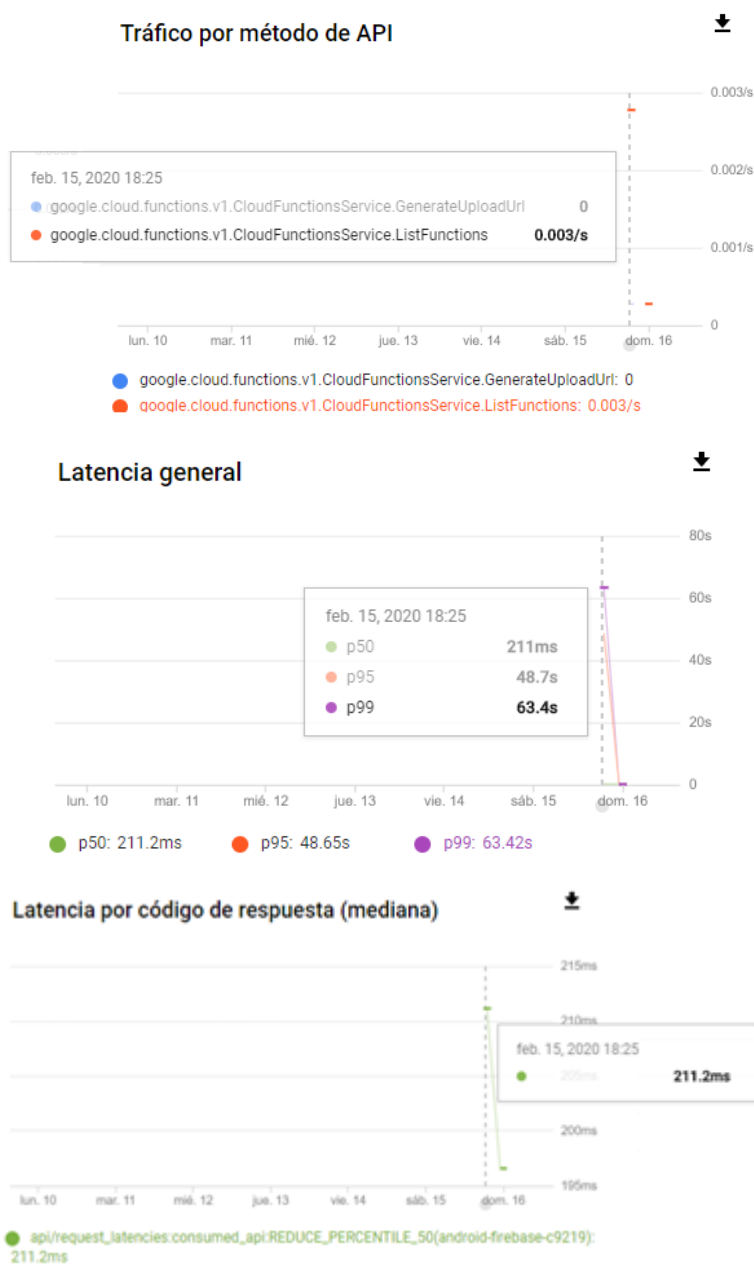 Tráfico por método de API
0.003/s
0.002/s
feb. 15, 2020 18:25
google.cloud.functions.v1.CloudFunctionsService.GenerateUploadUrl 0
google.cloud.functions.v1.CloudFunctionsService.ListFunctions 0.003/s
0.001/s
0
lun. 10 mar. 11 mié. 12 jue. 13 vie. 14 sáb. 15 dom. 16
google.cloud.functions.v1.CloudFunctionsService.GenerateUploadUrl: 0
google.cloud.functions.v1.CloudFunctionsService.ListFunctions: 0.003/s
Latencia general
80s
60s
feb. 15, 2020 18:25
p50 211ms
40s
p95 48.7s
p99 63.4s
20s
0
lun. 10 mar. 11 mié. 12 jue. 13 vie. 14 sáb. 15 dom. 16
p50: 211.2ms p95: 48.65s p99: 63.42s
Latencia por código de respuesta (mediana)
215ms
210ms
feb. 15, 2020 18:25
205ms 211.2ms
200ms
195ms
lun. 10 mar. 11 mié. 12 jue. 13 vie. 14 sáb. 15 dom. 16
api/request_latencies:consumed_api:REDUCE_PERCENTILE_50(android-firebase-c9219):
211.2ms